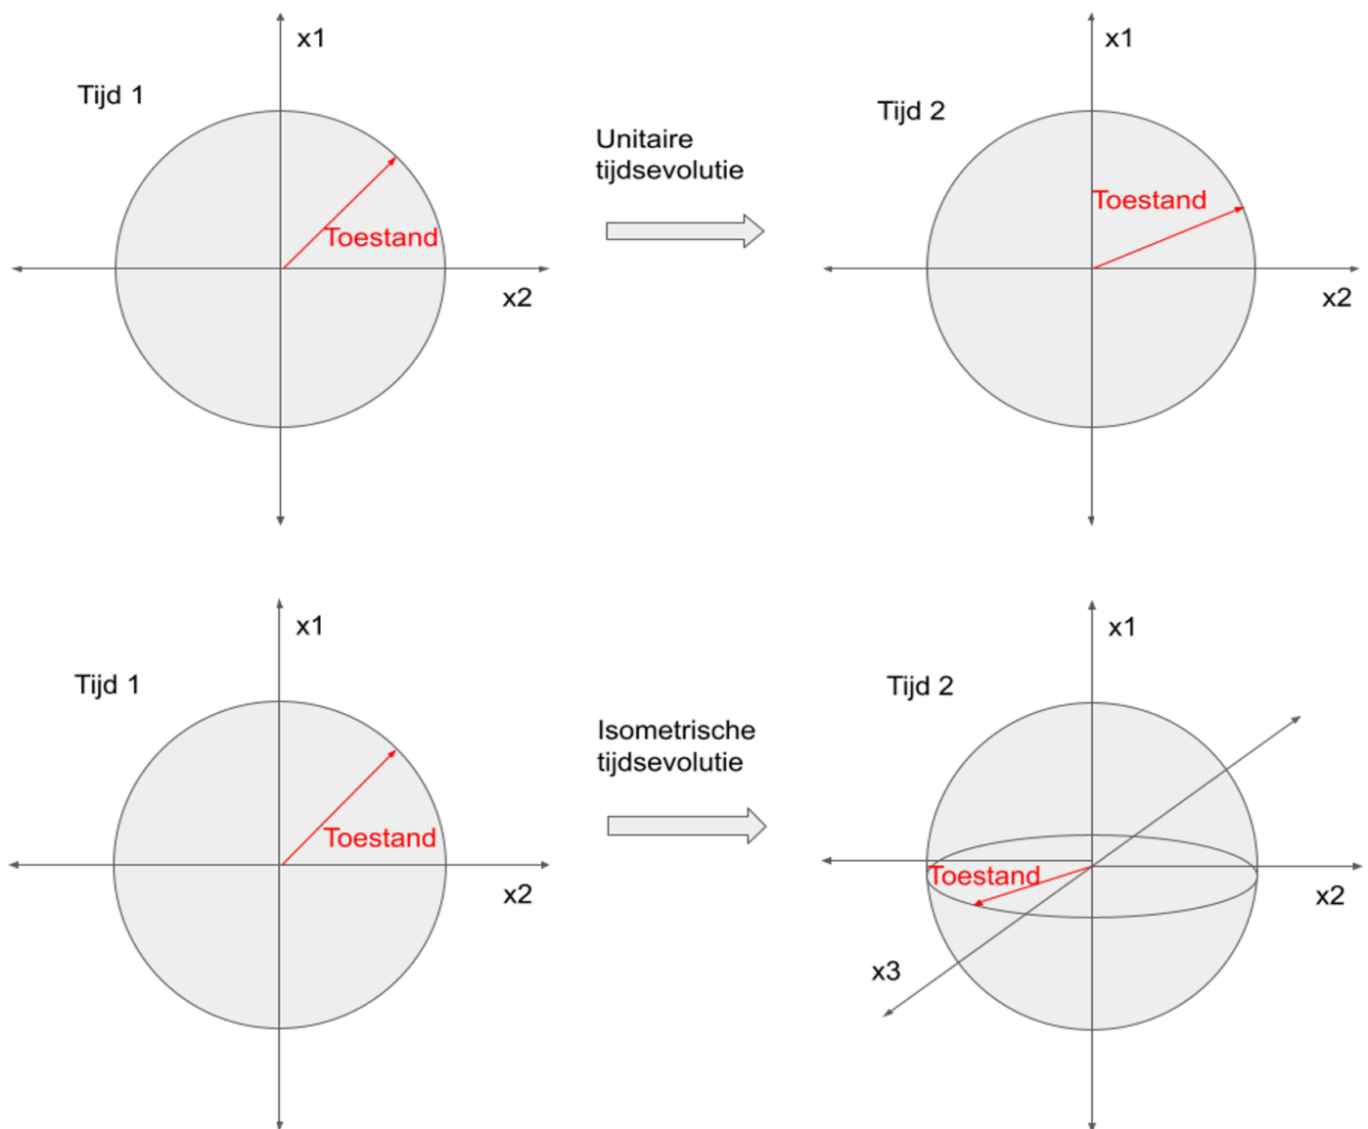 x1
Tijd 1
Toestand
x2
Unitaire
tijdsevolutie
x1
Tijd 2
Toestand
x2
x1
Tijd 1
Toestand
x2
Isometrische
tijdsevolutie
x1
Tijd 2
Toestand
x2
x3